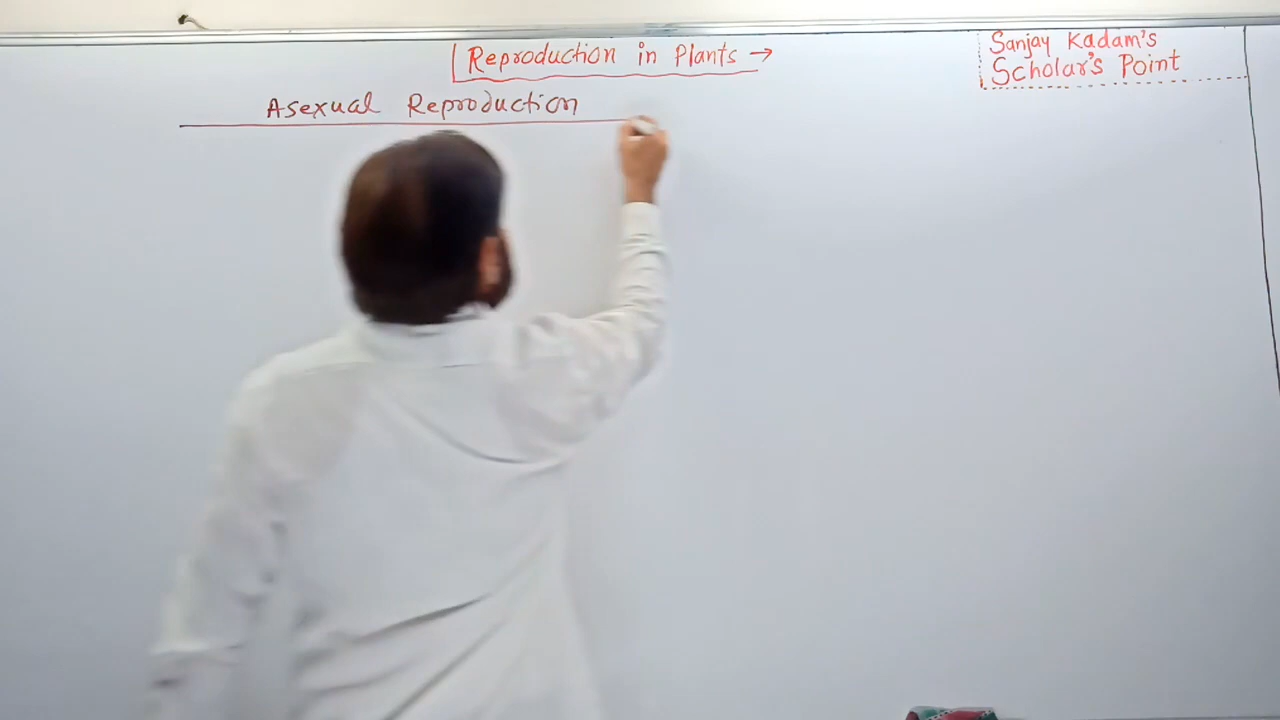 Reproduction in Plants →
Sanjay Kadam's
Scholar's Point
Asexual Reproduction